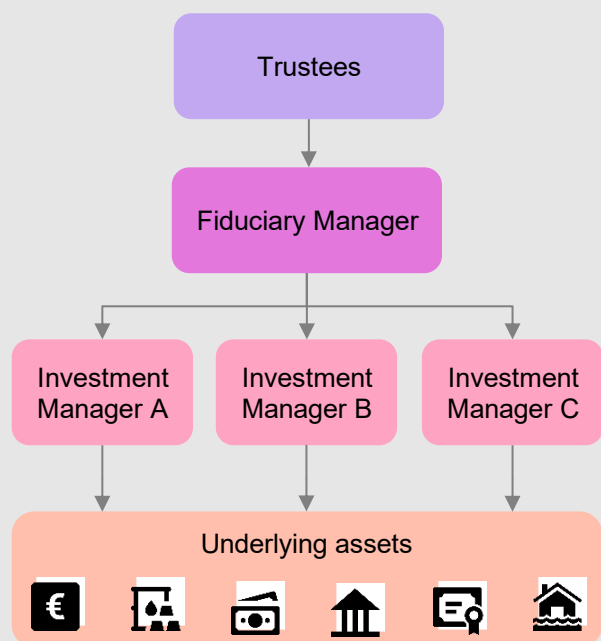 Trustees
Fiduciary Manager
Investment
Manager A
Investment
Manager B
Investment
Manager C
Underlying assets
€